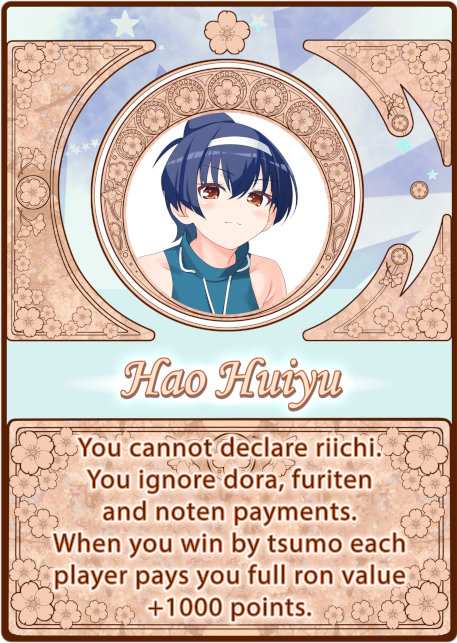 Hao Huiyu
You cannot declare riichi.
You ignore dora, furiten
and noten payments.
When you win by tsumo each
player pays you full ron value
+1000 points.